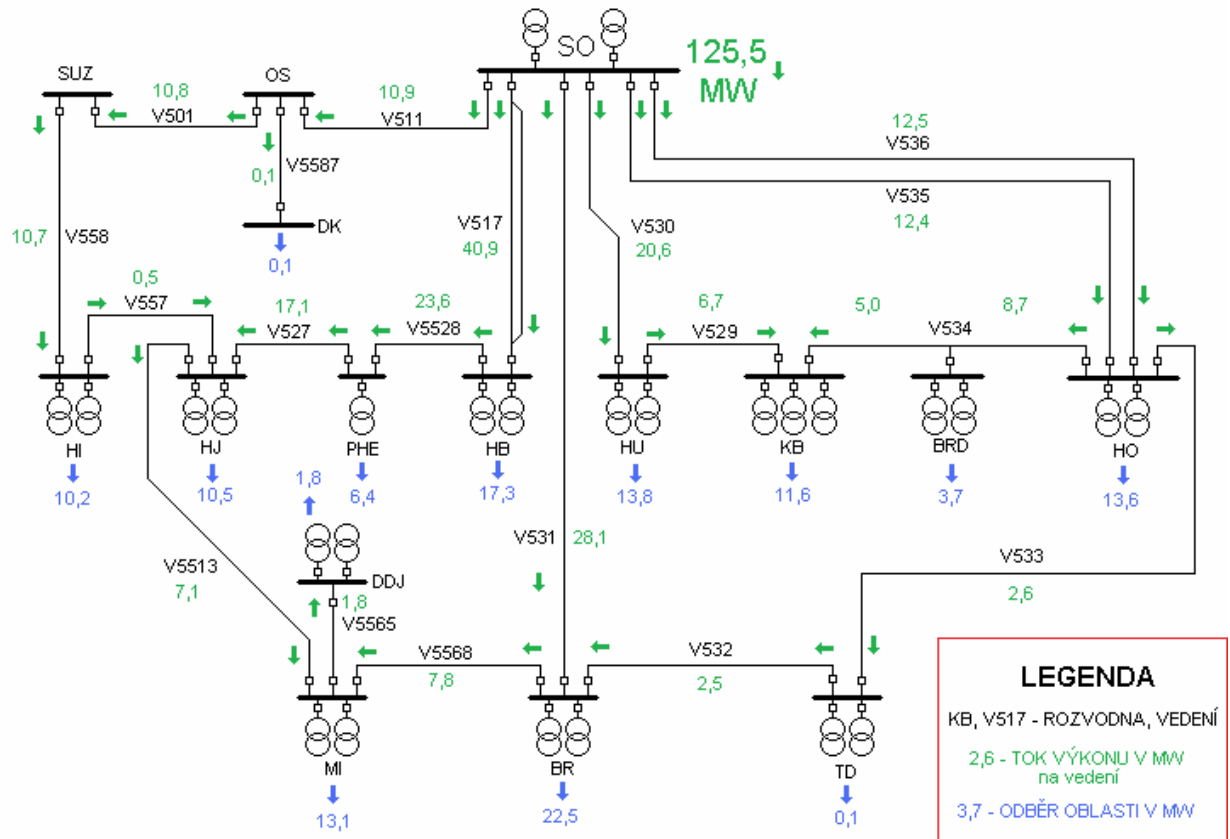 SO
125,5
MW
SUZ
OS
10,8
10,9
V501
V511
12,5
V536
V5587
0,1
V535
12,4
DK
0,1
V517
40,9
V530
20,6
10,7
V558
0,5
V557
17,1
V527
23,6
V5528
6,7
V529
5,0
8,7
V534
HI
10,2
HJ
10,5
PHE
6,4
HB
17,3
HU
13,8
KB
11,6
BRD
3,7
HO
13,6
1,8
V531
28,1
V5513
7,1
DDJ
1,8
V5565
V533
2,6
V5568
7,8
V532
2,5
MI
13,1
BR
22,5
TD
0,1
LEGENDA
KB, V517 - ROZVODNA, VEDENÍ
2,6 - TOK VÝKONU V MW
na vedení
3,7 - ODBĚR OBLASTI V MW